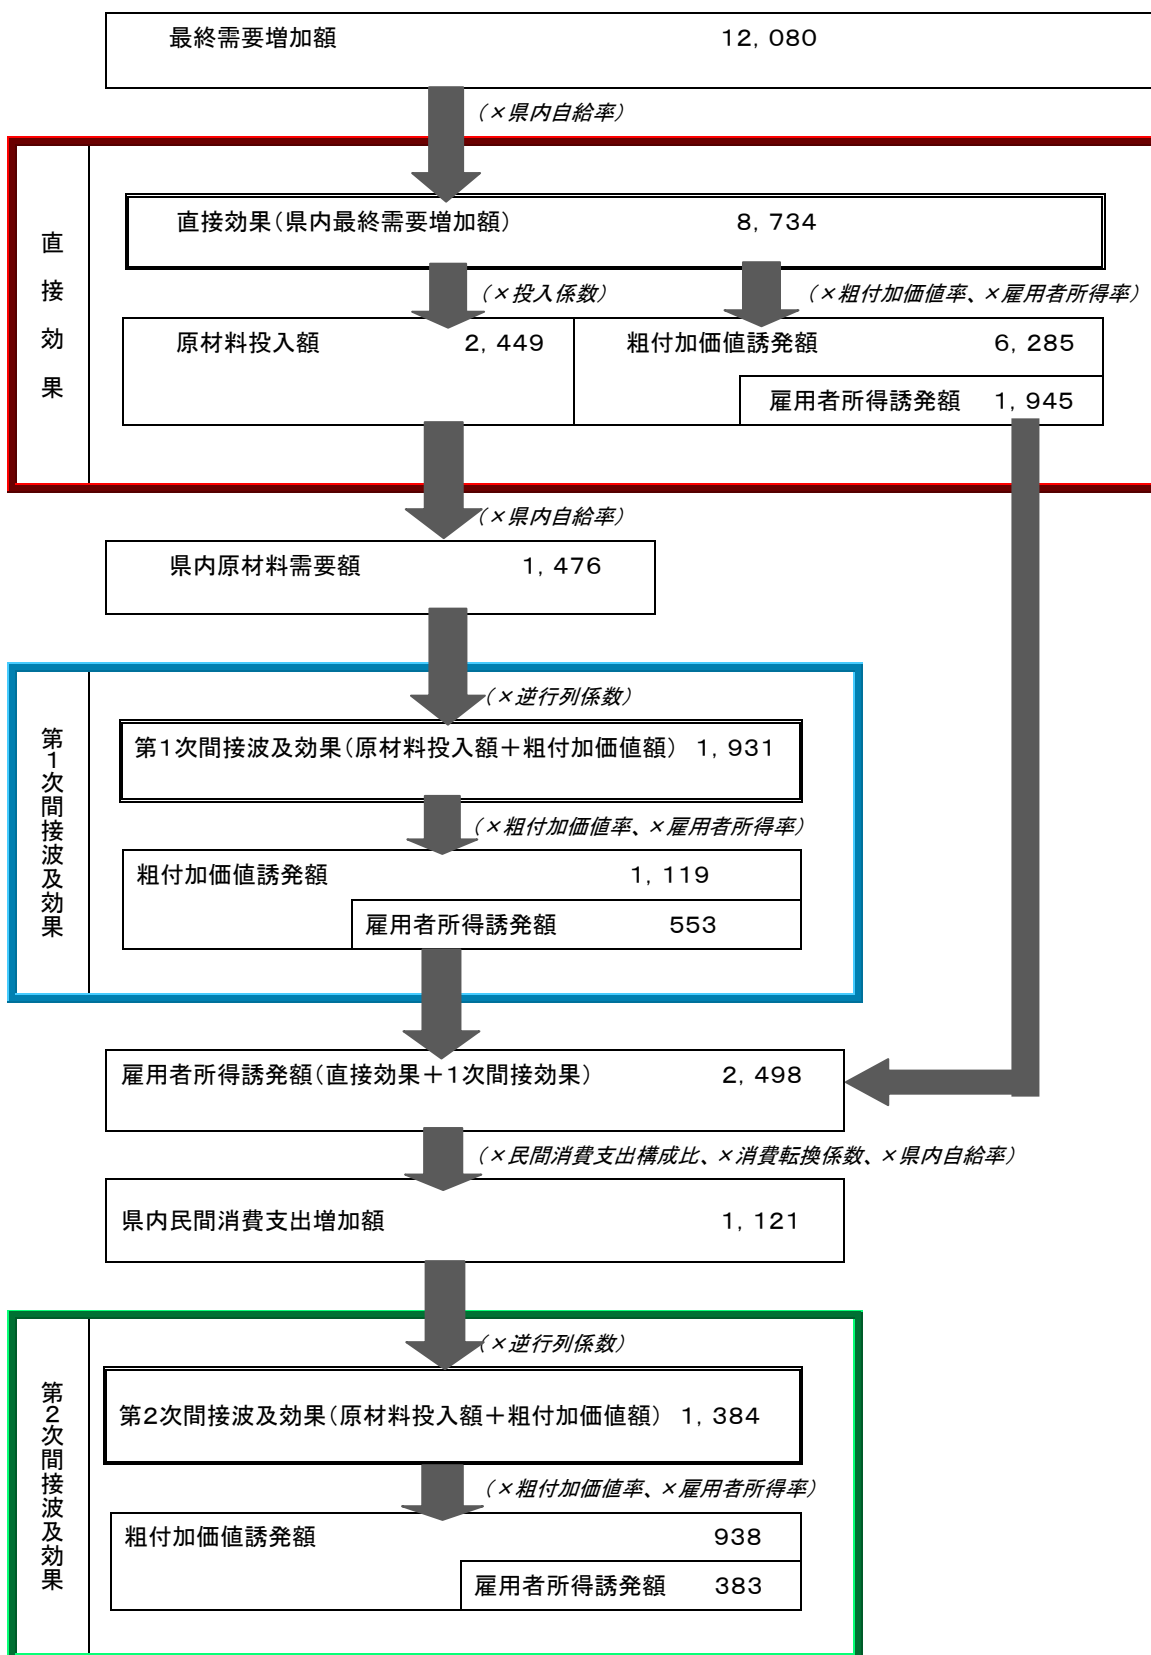 最終需要増加額 12,080
(×県内自給率)
直接効果
直接効果(県内最終需要増加額) 8,734
(×投入係数) (×粗付加価値率、×雇用者所得率)
原材料投入額 2,449 粗付加価値誘発額 6,285
雇用者所得誘発額 1,945
(×県内自給率)
県内原材料需要額 1,476
第1次間接波及効果
(×逆行列係数)
第1次間接波及効果(原材料投入額+粗付加価値額) 1,931
(×粗付加価値率、×雇用者所得率)
粗付加価値誘発額 1,119
雇用者所得誘発額 553
雇用者所得誘発額(直接効果+1次間接効果) 2,498
(×民間消費支出構成比、×消費転換係数、×県内自給率)
県内民間消費支出増加額 1,121
第2次間接波及効果
(×逆行列係数)
第2次間接波及効果(原材料投入額+粗付加価値額) 1,384
(×粗付加価値率、×雇用者所得率)
粗付加価値誘発額 938
雇用者所得誘発額 383